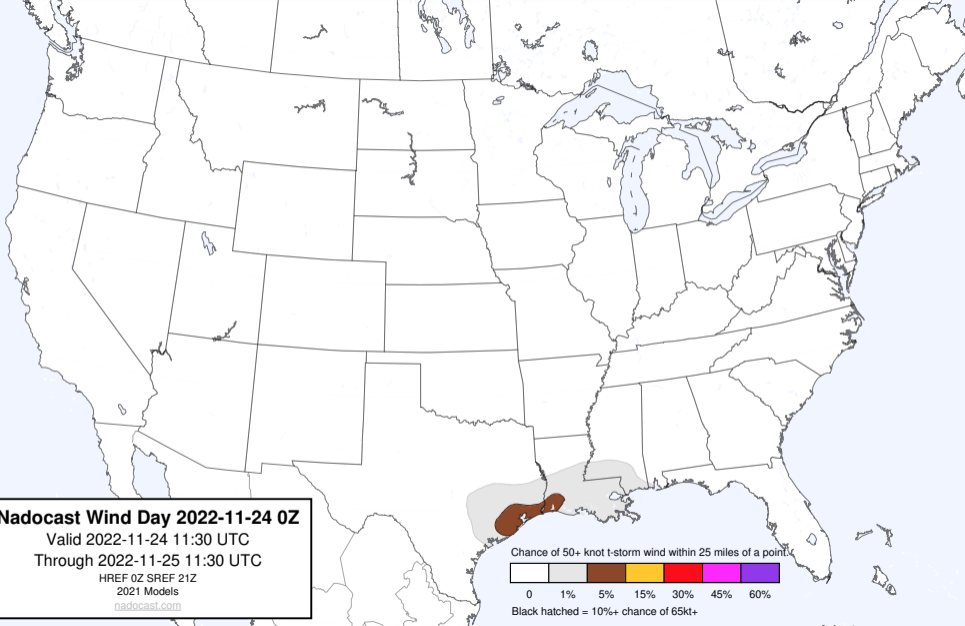 Nadocast Wind Day 2022-11-24 0Z
Valid 2022-11-24 11:30 UTC
Through 2022-11-25 11:30 UTC
HREF 0Z SREF 21Z
2021 Models
nadocast.com
Chance of 50+ knot t-storm wind within 25 miles of a point.
0 1% 5% 15% 30% 45% 60%
Black hatched = 10%+ chance of 65kt+